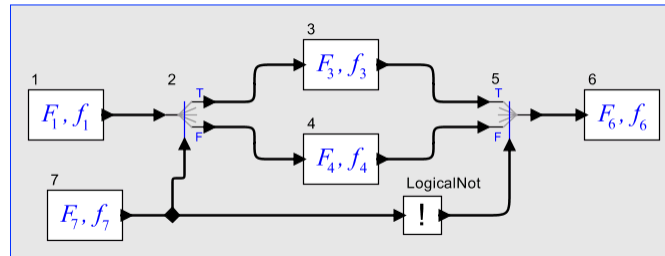 3
F₃, f₃
1
2
T
F
5
T
F
6
F₁, f₁
F₆, f₆
4
F₄, f₄
7
F₇, f₇
LogicalNot
!